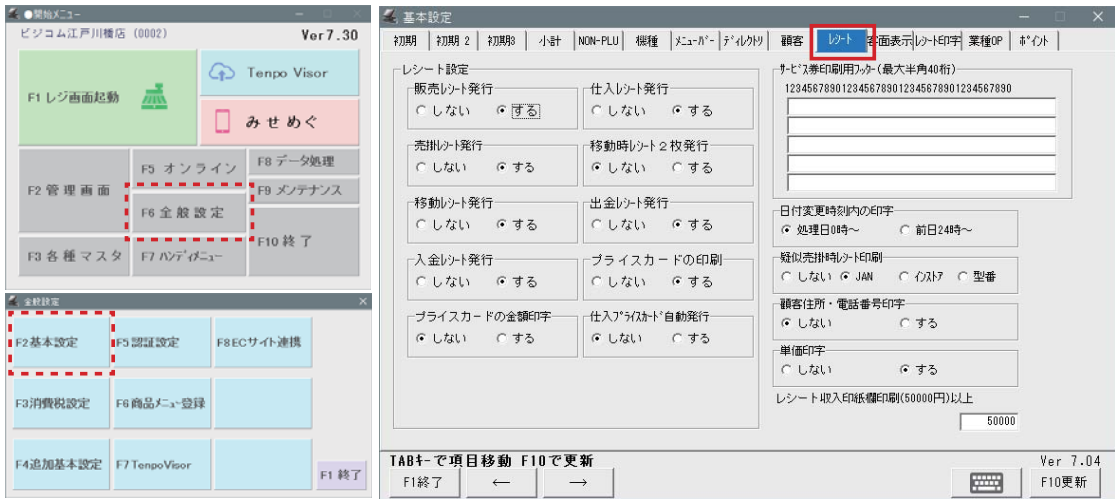 ●開始メニュー
ビジコム江戸川橋店 (0002)
Ver7.30
F1 レジ画面起動
Tenpo Visor
みせめぐ
F2 管理画面
F5 オンライン
F8 データ処理
F6 全般設定
F9 メンテナンス
F3 各種マスタ
F7 ハンディメニュー
F10 終了
全般設定
F2基本設定
F5認証設定
F8ECサイト連携
F3消費税設定
F6商品メニュー登録
F4追加基本設定
F7TenpoVisor
F1 終了
基本設定
初期
初期 2
初期3
小計
NON-PLU
機種
メニューバー
ディレクトリ
顧客
レシート
客面表示
レシート印字
業種OP
ポイント
レシート設定
販売レシート発行
しない する
仕入レシート発行
しない する
売掛レシート発行
しない する
移動時レシート2枚発行
しない する
移動レシート発行
しない する
出金レシート発行
しない する
入金レシート発行
しない する
プライスカードの印刷
しない する
プライスカードの金額印字
しない する
仕入プライスカード自動発行
しない する
サービス券印刷用フッター(最大半角40桁)
1234567890123456789012345678901234567890
日付変更時刻内の印字
処理日0時~ 前日24時~
疑似売掛時レシート印刷
しない JAN インストア 型番
顧客住所・電話番号印字
しない する
単価印字
しない する
レシート収入印紙欄印刷(50000円)以上
50000
TABキーで項目移動 F10で更新
Ver 7.04
F1終了
←
→
F10更新